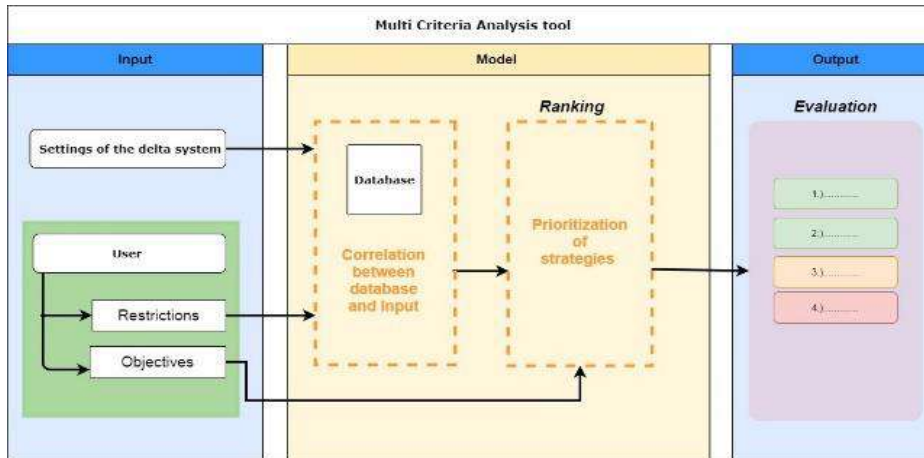 Multi Criteria Analysis tool
Input
Model
Output
Ranking
Evaluation
Settings of the delta system
Database
Correlation
between
database
and Input
Prioritization
of
strategies
User
Restrictions
Objectives
1.)............
2.)............
3.)............
4.)............